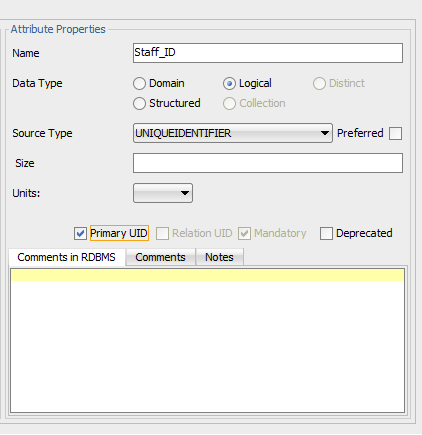 Attribute Properties
Name Staff_ID
Data Type Domain Logical Distinct
Structured Collection
Source Type UNIQUEIDENTIFIER Preferred
Size
Units:
Primary UID Relation UID Mandatory Deprecated
Comments in RDBMS Comments Notes